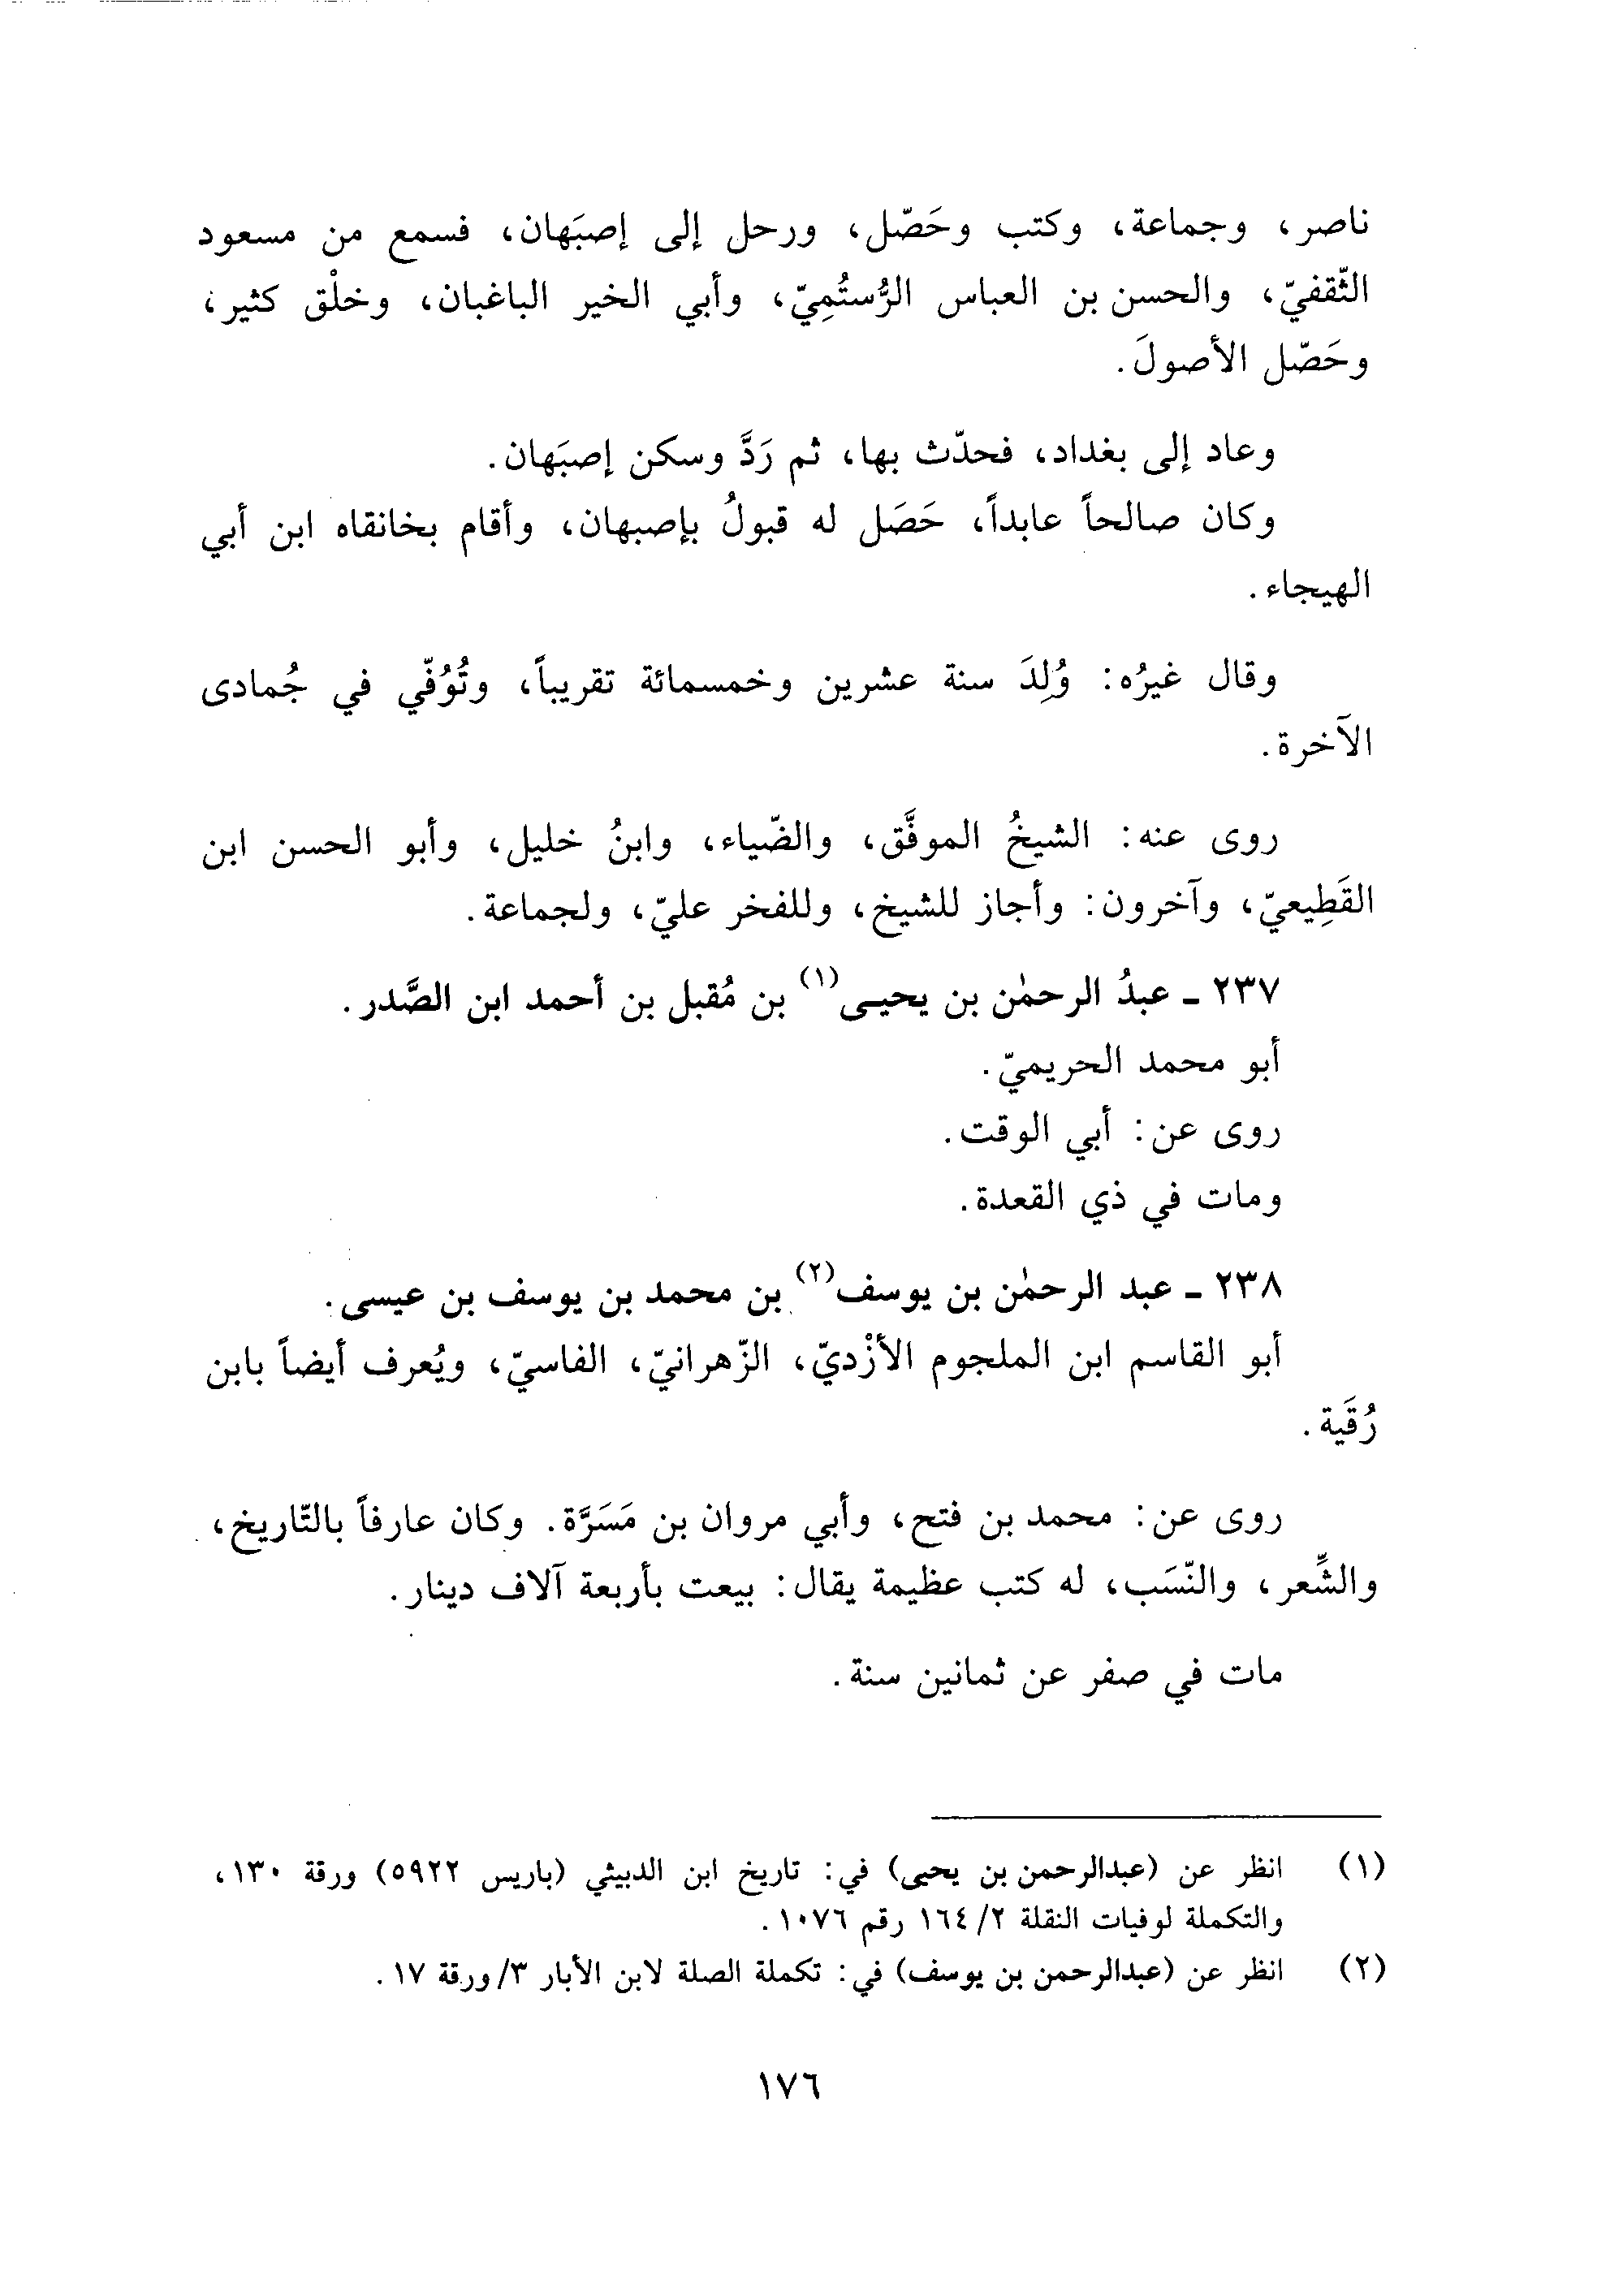 ناصر، وجماعة، وكتب وحَصّل، ورحل إلى إصبَهان، فسمع من مسعود
الثّقفيّ، والحسن بن العباس الرُّستُمِيّ، وأبي الخير الباغبان، وخلْق كثير،
وحَصّل الأصولَ.
وعاد إلى بغداد، فحدّث بها، ثم رَدَّ وسكن إصبَهان.
وكان صالحاً عابداً، حَصَل له قبولُ بإصبهان، وأقام بخانقاه ابن أبي
الهيجاء.
وقال غيرُه: وُلِدَ سنة عشرين وخمسمائة تقريباً، وتُوُفّي في جُمادى
الآخرة.
روى عنه: الشيخُ الموفَّق، والضّياء، وابنُ خليل، وأبو الحسن ابن
القَطِيعيّ، وآخرون: وأجاز للشيخ، وللفخر عليّ، ولجماعة.
٢٣٧ ـ عبدُ الرحمٰن بن يحيـى(١) بن مُقبل بن أحمد ابن الصَّدر.
أبو محمد الحريميّ.
روى عن: أبي الوقت.
ومات في ذي القعدة.
٢٣٨ ـ عبد الرحمٰن بن يوسف(٢) بن محمد بن يوسف بن عيسى.
أبو القاسم ابن الملجوم الأزْديّ، الزّهرانيّ، الفاسيّ، ويُعرف أيضاً بابن
رُقَية.
روى عن: محمد بن فتح، وأبي مروان بن مَسَرَّة. وكان عارفاً بالتّاريخ،
والشِّعر، والنّسَب، له كتب عظيمة يقال: بيعت بأربعة آلاف دينار.
مات في صفر عن ثمانين سنة.
(١) انظر عن (عبدالرحمن بن يحيى) في: تاريخ ابن الدبيثي (باريس ٥٩٢٢) ورقة ١٣٠،
والتكملة لوفيات النقلة ٢/ ١٦٤ رقم ١٠٧٦.
(٢) انظر عن (عبدالرحمن بن يوسف) في: تكملة الصلة لابن الأبار ٣/ ورقة ١٧.
١٧٦